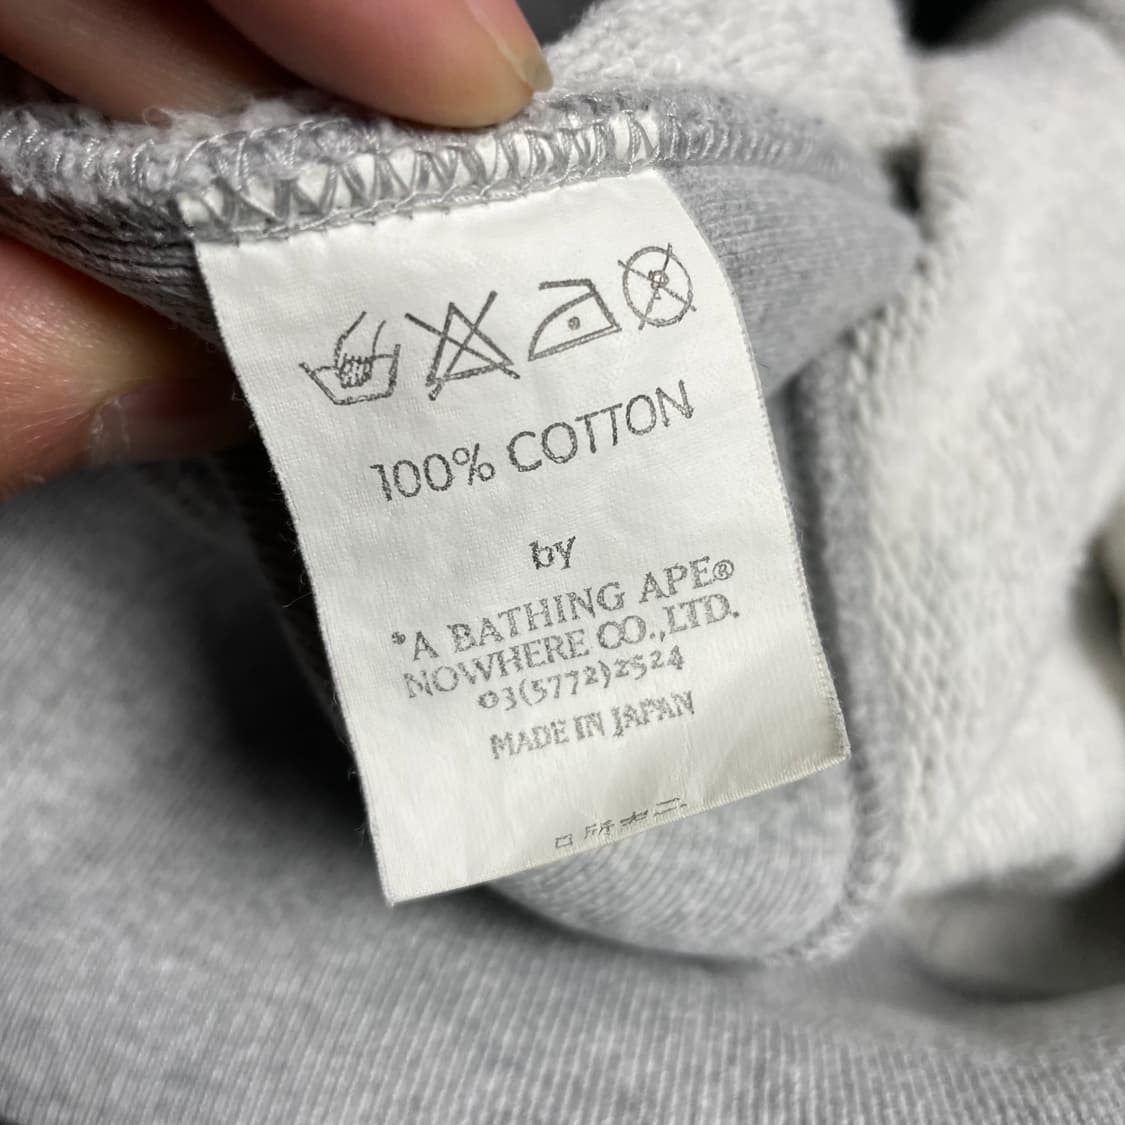 100% COTTON
by
*A BATHING APE®
NOWHERE CO.,LTD.
03(5772)2524
MADE IN JAPAN